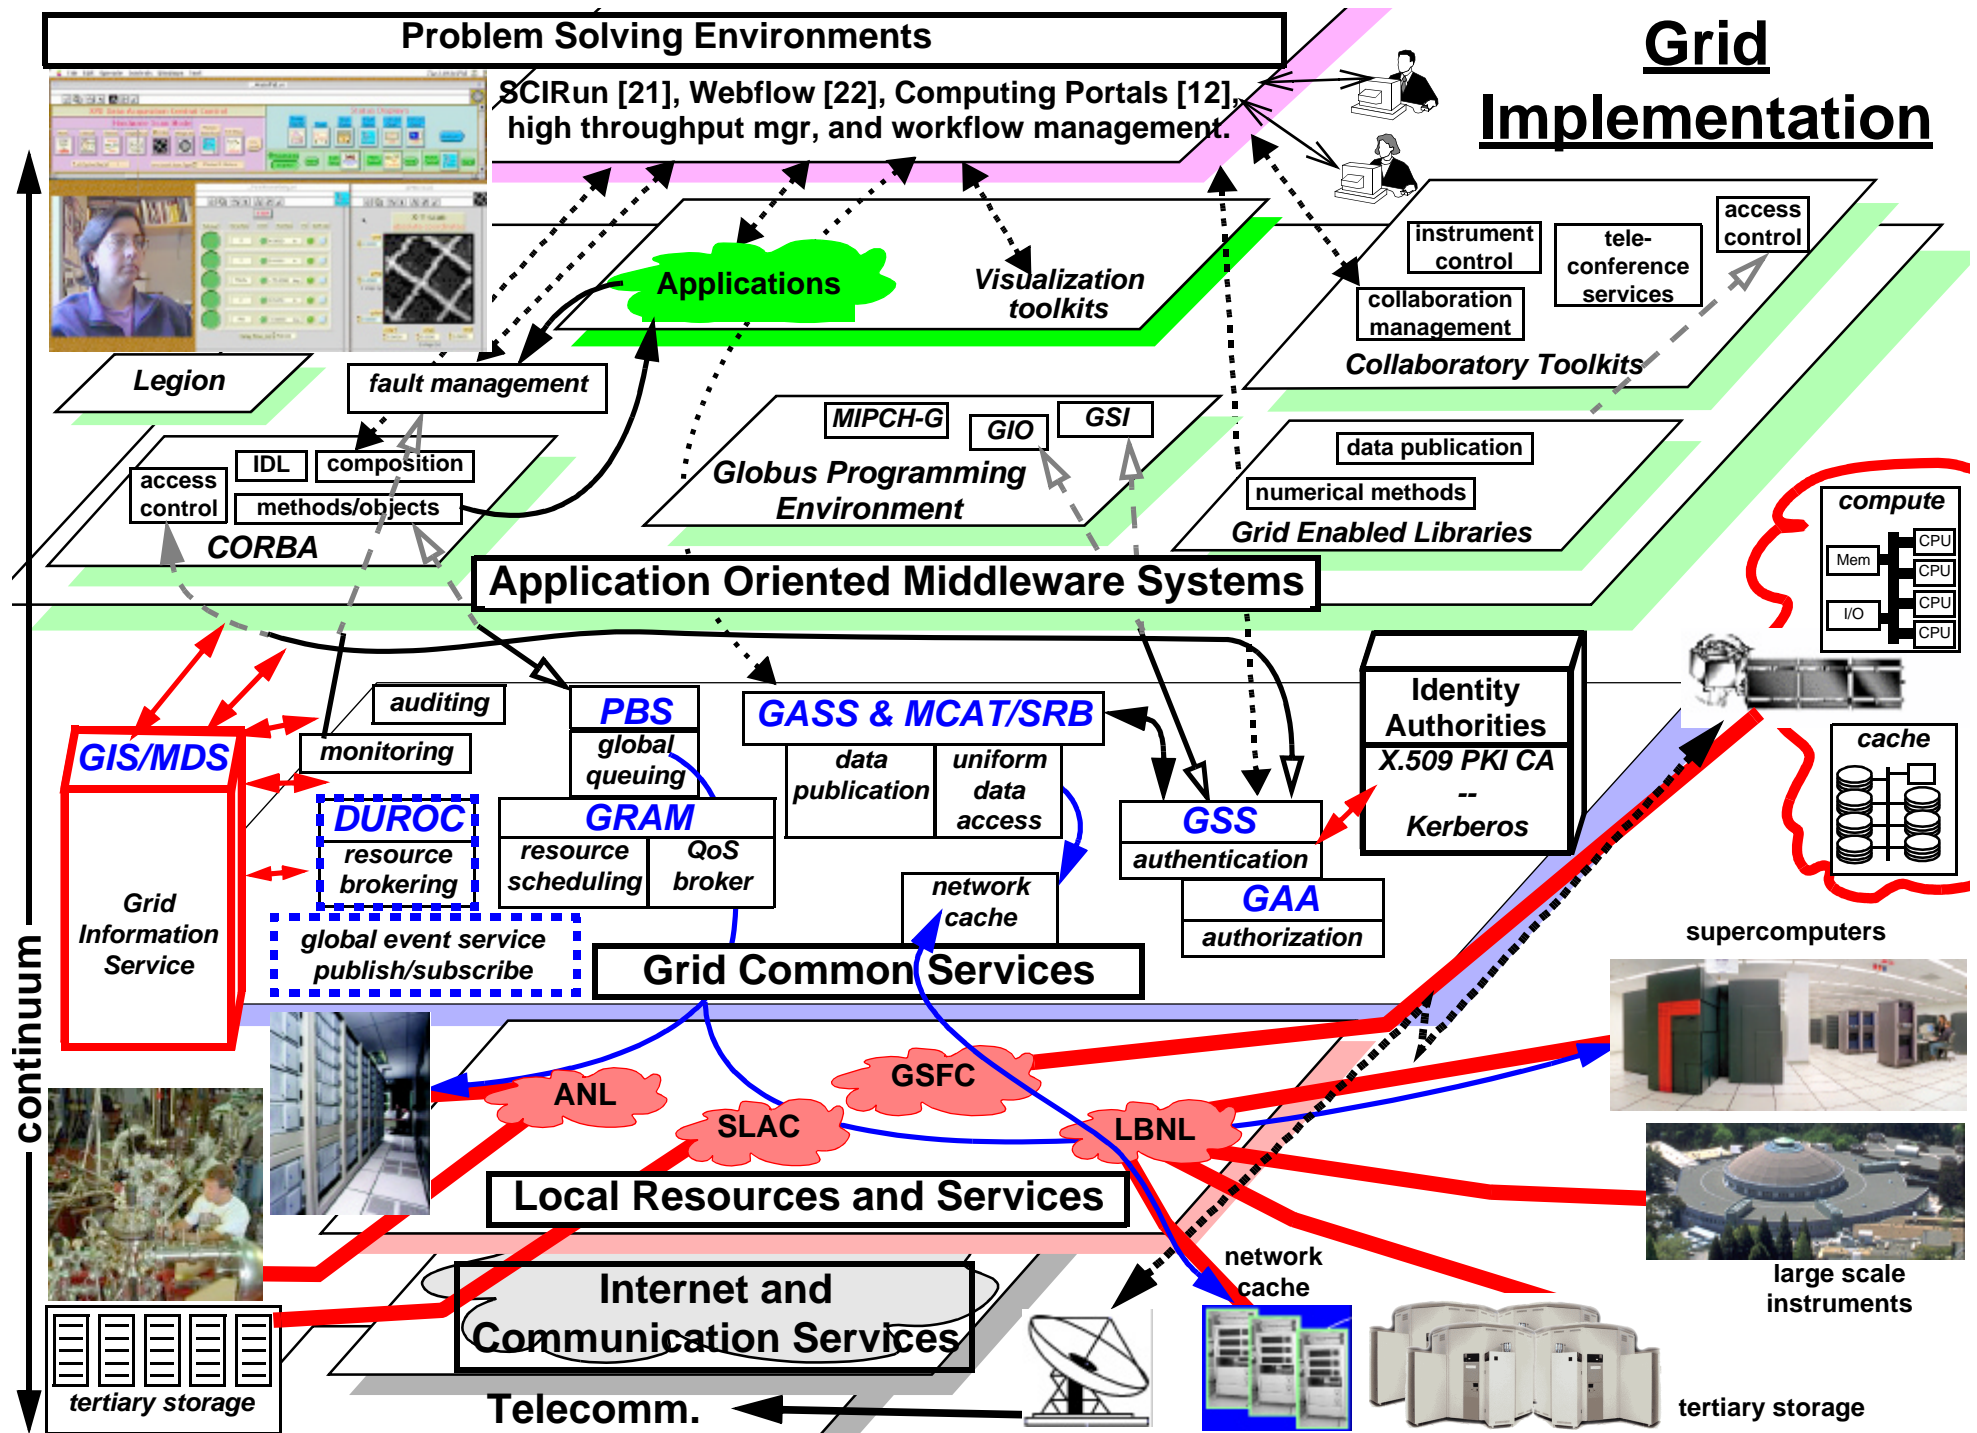 Problem Solving Environments
Grid
Implementation
SCIRun [21], Webflow [22], Computing Portals [12],
high throughput mgr, and workflow management.
Applications
Visualization
toolkits
instrument
control
tele-
conference
services
access
control
collaboration
management
Collaboratory Toolkits
Legion
fault management
MIPCH-G
GIO
GSI
Globus Programming
Environment
data publication
numerical methods
Grid Enabled Libraries
access
control
IDL
composition
methods/objects
CORBA
Application Oriented Middleware Systems
compute
Mem
I/O
CPU
CPU
CPU
CPU
cache
auditing
monitoring
GIS/MDS
Grid
Information
Service
PBS
global
queuing
GRAM
resource
scheduling
QoS
broker
DUROC
resource
brokering
global event service
publish/subscribe
GASS & MCAT/SRB
data
publication
uniform
data
access
network
cache
GSS
authentication
GAA
authorization
Identity
Authorities
X.509 PKI CA
--
Kerberos
Grid Common Services
continuum
supercomputers
ANL
SLAC
GSFC
LBNL
Local Resources and Services
large scale
instruments
network
cache
Internet and
Communication Services
tertiary storage
Telecomm.
tertiary storage